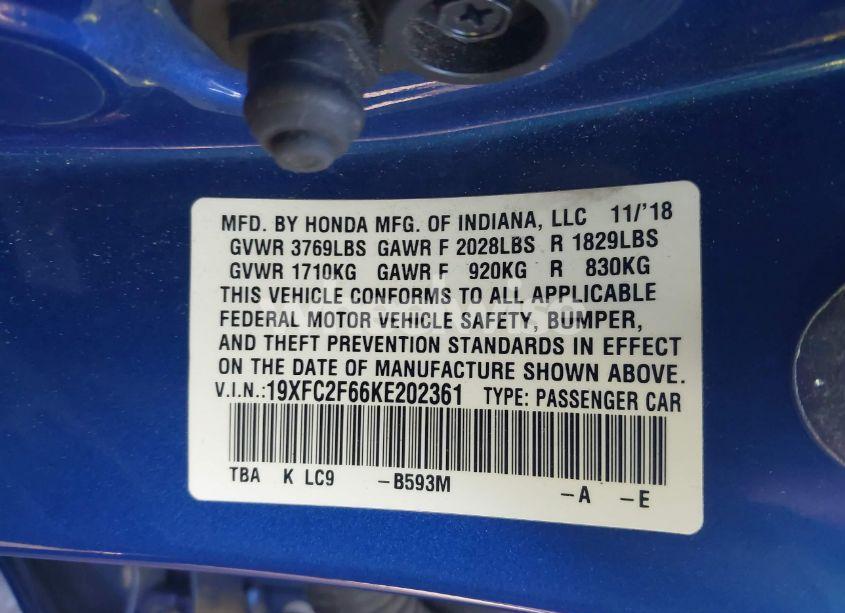 MFD. BY HONDA MFG. OF INDIANA, LLC 11/'18
GVWR 3769LBS GAWR F 2028LBS R 1829LBS
GVWR 1710KG GAWR F 920KG R 830KG
THIS VEHICLE CONFORMS TO ALL APPLICABLE
FEDERAL MOTOR VEHICLE SAFETY, BUMPER,
AND THEFT PREVENTION STANDARDS IN EFFECT
ON THE DATE OF MANUFACTURE SHOWN ABOVE.
V.I.N.:19XFC2F66KE202361 TYPE: PASSENGER CAR
TBA K LC9 -B593M -A -E